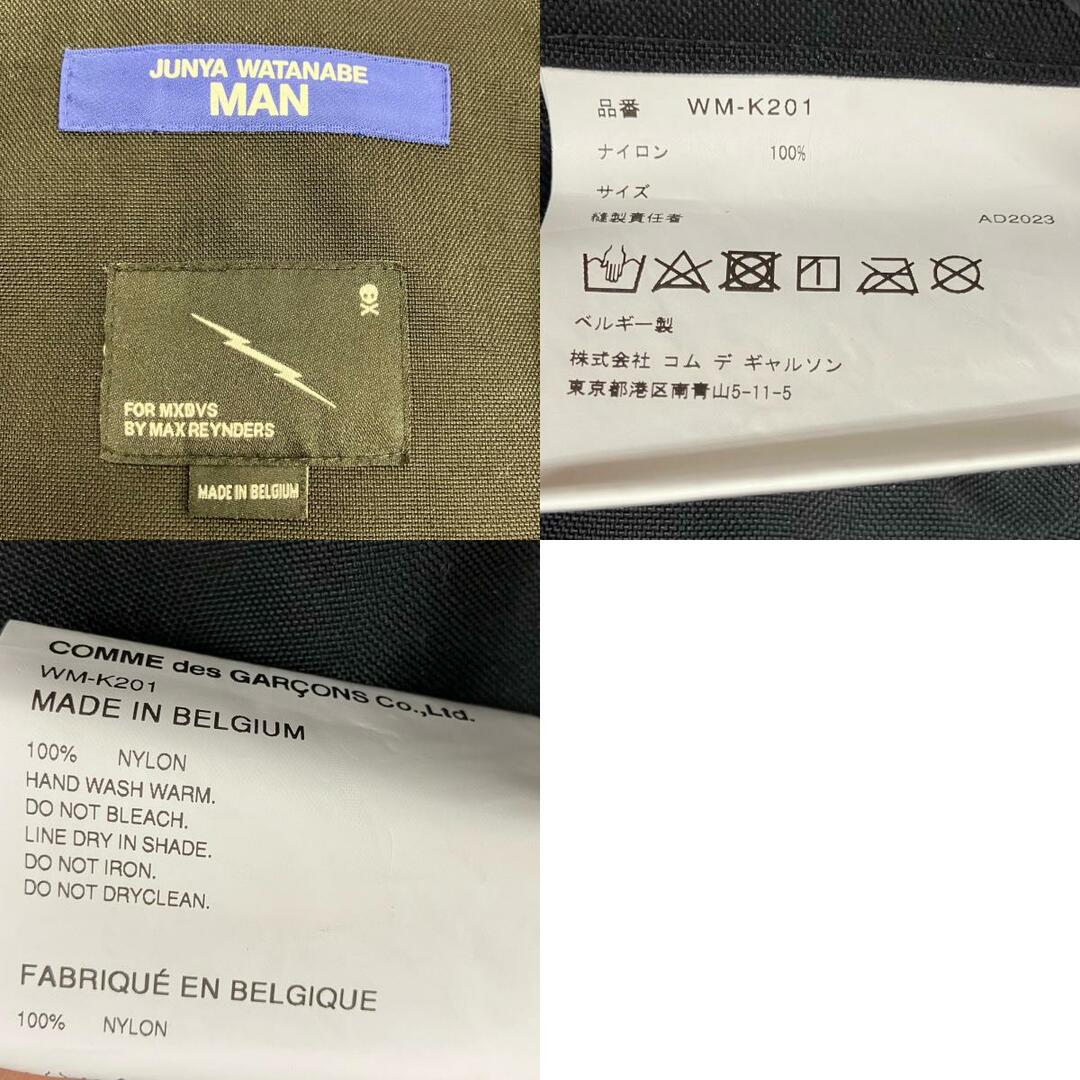 JUNYA WATANABE
MAN
FOR MXDVS
BY MAX REYNDERS
MADE IN BELGIUM
品番 WM-K201
ナイロン 100%
サイズ
縫製責任者 AD2023
ベルギー製
株式会社 コム デ ギャルソン
東京都港区南青山5-11-5
COMME des GARÇONS Co.,Ltd.
WM-K201
MADE IN BELGIUM
100% NYLON
HAND WASH WARM.
DO NOT BLEACH.
LINE DRY IN SHADE.
DO NOT IRON.
DO NOT DRYCLEAN.
FABRIQUÉ EN BELGIQUE
100% NYLON